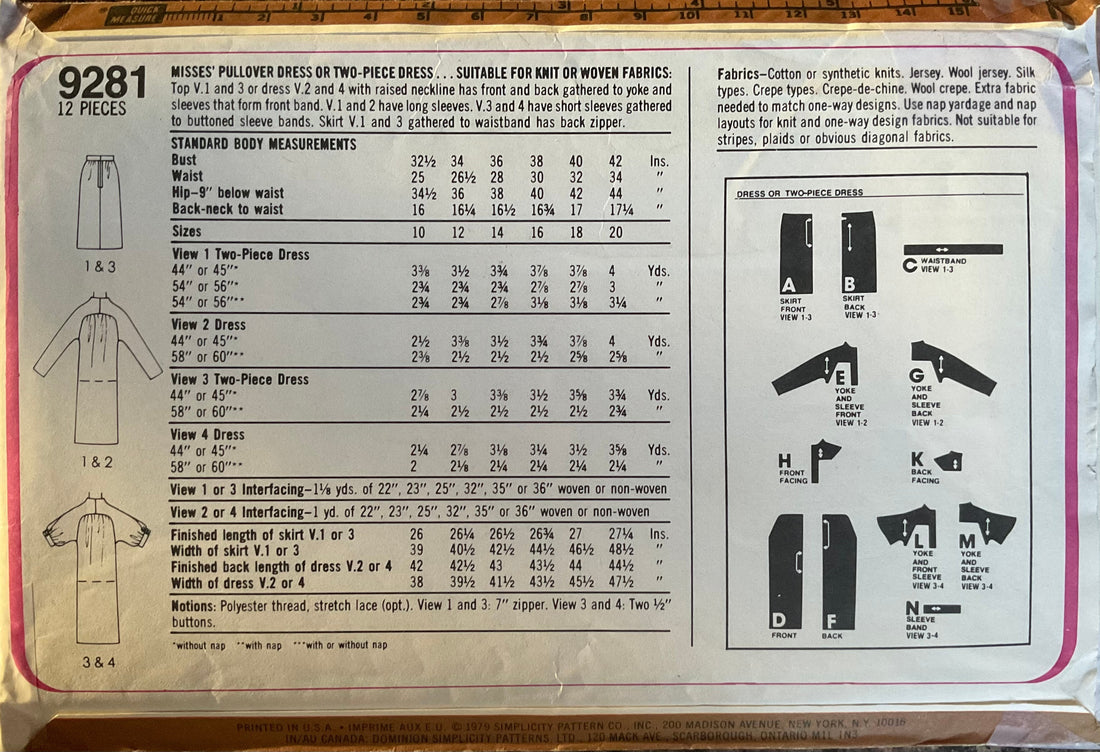 QUICK
MEASURE
1 2 3 4 5 6 7 8 9 10 11 12 13 14 15
9281
12 PIECES
MISSES' PULLOVER DRESS OR TWO-PIECE DRESS . . . SUITABLE FOR KNIT OR WOVEN FABRICS:
Top V.1 and 3 or dress V.2 and 4 with raised neckline has front and back gathered to yoke and
sleeves that form front band. V.1 and 2 have long sleeves. V.3 and 4 have short sleeves gathered
to buttoned sleeve bands. Skirt V.1 and 3 gathered to waistband has back zipper.
STANDARD BODY MEASUREMENTS
Bust 32½ 34 36 38 40 42 Ins.
Waist 25 26½ 28 30 32 34 "
Hip–9" below waist 34½ 36 38 40 42 44 "
Back-neck to waist 16 16¼ 16½ 16¾ 17 17¼ "
Sizes 10 12 14 16 18 20
View 1 Two-Piece Dress
44" or 45"* 3⅜ 3½ 3¾ 3⅞ 3⅞ 4 Yds.
54" or 56"* 2¾ 2¾ 2¾ 2⅞ 2⅞ 3 "
54" or 56"** 2¾ 2¾ 2⅞ 3⅛ 3⅛ 3¼ "
View 2 Dress
44" or 45"* 2½ 3⅜ 3½ 3¾ 3⅞ 4 Yds.
58" or 60"** 2⅜ 2½ 2½ 2½ 2⅝ 2⅝ "
View 3 Two-Piece Dress
44" or 45"* 2⅞ 3 3⅜ 3½ 3⅝ 3¾ Yds.
58" or 60"** 2¼ 2½ 2½ 2½ 2½ 2¾ "
View 4 Dress
44" or 45"* 2¼ 2⅞ 3⅛ 3¼ 3½ 3⅝ Yds.
58" or 60"** 2 2⅛ 2¼ 2¼ 2¼ 2¼ "
View 1 or 3 Interfacing–1⅛ yds. of 22", 23", 25", 32", 35" or 36" woven or non-woven
View 2 or 4 Interfacing–1 yd. of 22", 23", 25", 32", 35" or 36" woven or non-woven
Finished length of skirt V.1 or 3 26 26¼ 26½ 26¾ 27 27¼ Ins.
Width of skirt V.1 or 3 39 40½ 42½ 44½ 46½ 48½ "
Finished back length of dress V.2 or 4 42 42½ 43 43½ 44 44½ "
Width of dress V.2 or 4 38 39½ 41½ 43½ 45½ 47½ "
Notions: Polyester thread, stretch lace (opt.). View 1 and 3: 7" zipper. View 3 and 4: Two ½"
buttons.
*without nap **with nap ***with or without nap
1 & 3
1 & 2
3 & 4
Fabrics–Cotton or synthetic knits. Jersey. Wool jersey. Silk
types. Crepe types. Crepe-de-chine. Wool crepe. Extra fabric
needed to match one-way designs. Use nap yardage and nap
layouts for knit and one-way design fabrics. Not suitable for
stripes, plaids or obvious diagonal fabrics.
DRESS OR TWO-PIECE DRESS
A
SKIRT
FRONT
VIEW 1-3
B
SKIRT
BACK
VIEW 1-3
C WAISTBAND
VIEW 1-3
E
YOKE
AND
SLEEVE
FRONT
VIEW 1-2
G
YOKE
AND
SLEEVE
BACK
VIEW 1-2
H
FRONT
FACING
K
BACK
FACING
D
FRONT
F
BACK
L
YOKE
AND
FRONT
SLEEVE
VIEW 3-4
M
YOKE
AND
SLEEVE
BACK
VIEW 3-4
N
SLEEVE
BAND
VIEW 3-4
PRINTED IN U.S.A. • IMPRIME AUX E.U. © 1979 SIMPLICITY PATTERN CO., INC., 200 MADISON AVENUE, NEW YORK, N.Y. 10016
IN/AU CANADA: DOMINION SIMPLICITY PATTERNS, LTD., 120 MACK AVE., SCARBOROUGH, ONTARIO M1L 1N3